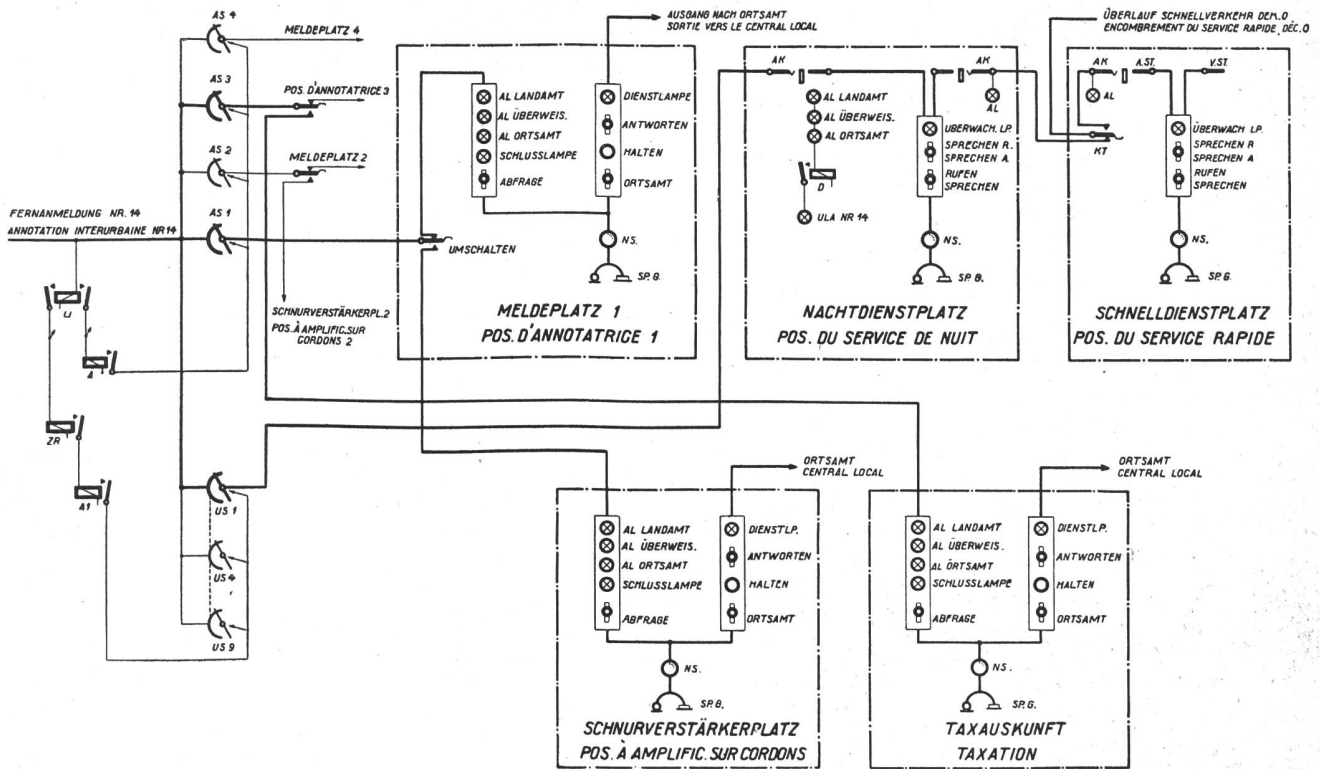 AS 4
MELDEPLATZ 4
AS 3
POS. D'ANNOTATRICE 3
AS 2
MELDEPLATZ 2
AS 1
FERNANMELDUNG NR. 14
ANNOTATION INTERURBAINE NR 14
U
A
ZR
A1
SCHNURVERSTÄRKERPL. 2
POS. À AMPLIFIC. SUR
CORDONS 2
US 1
US 4
US 9
AUSGANG NACH ORTSAMT
SORTIE VERS LE CENTRAL LOCAL
AL LANDAMT
AL ÜBERWEIS.
AL ORTSAMT
SCHLUSSLAMPE
ABFRAGE
DIENSTLAMPE
ANTWORTEN
HALTEN
ORTSAMT
UMSCHALTEN
NS.
SP.G.
MELDEPLATZ 1
POS. D'ANNOTATRICE 1
AK
AK
AL
AL LANDAMT
AL ÜBERWEIS.
AL ORTSAMT
D
ULA NR 14
ÜBERWACH. LP.
SPRECHEN R.
SPRECHEN A.
RUFEN
SPRECHEN
NS.
SP.G.
NACHTDIENSTPLATZ
POS. DU SERVICE DE NUIT
ÜBERLAUF SCHNELLVERKEHR DEK.0
ENCOMBREMENT DU SERVICE RAPIDE, DÉC.0
AK
A.ST.
V.ST.
AL
KT
ÜBERWACH LP.
SPRECHEN R
SPRECHEN A
RUFEN
SPRECHEN
NS.
SP.G.
SCHNELLDIENSTPLATZ
POS. DU SERVICE RAPIDE
ORTSAMT
CENTRAL LOCAL
AL LANDAMT
AL ÜBERWEIS.
AL ORTSAMT
SCHLUSSLAMPE
ABFRAGE
DIENSTLP.
ANTWORTEN
HALTEN
ORTSAMT
NS.
SP.G.
SCHNURVERSTÄRKERPLATZ
POS. À AMPLIFIC. SUR CORDONS
ORTSAMT
CENTRAL LOCAL
AL LANDAMT
AL ÜBERWEIS.
AL ÖRTSAMT
SCHLUSSLAMPE
ABFRAGE
DIENSTLP.
ANTWORTEN
HALTEN
ORTSAMT
NS.
SP.G.
TAXAUSKUNFT
TAXATION